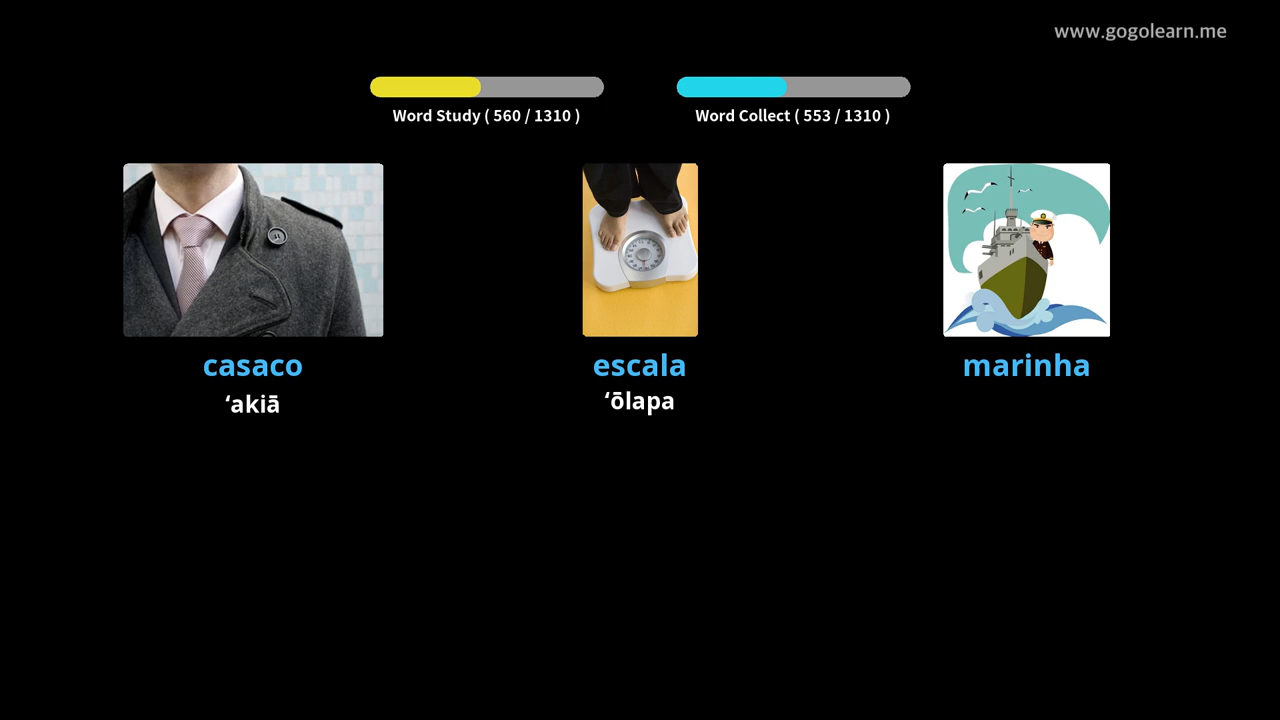 www.gogolearn.me
Word Study ( 560 / 1310 )
Word Collect ( 553 / 1310 )
casaco
ʻakiā
escala
ʻōlapa
marinha